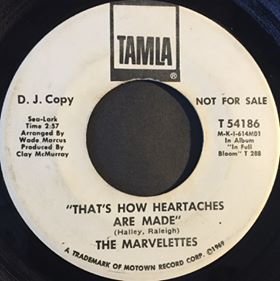 TAMLA
®
D. J. Copy
NOT FOR SALE
Sea-Lark
Time 2:57
Arranged By
Wade Marcus
Produced By
Clay McMurray
T 54186
M-K-I-614M01
In Album
"In Full
Bloom" T 288
"THAT'S HOW HEARTACHES
ARE MADE"
(Halley, Raleigh)
THE MARVELETTES
A TRADEMARK OF MOTOWN RECORD CORP. ©1969